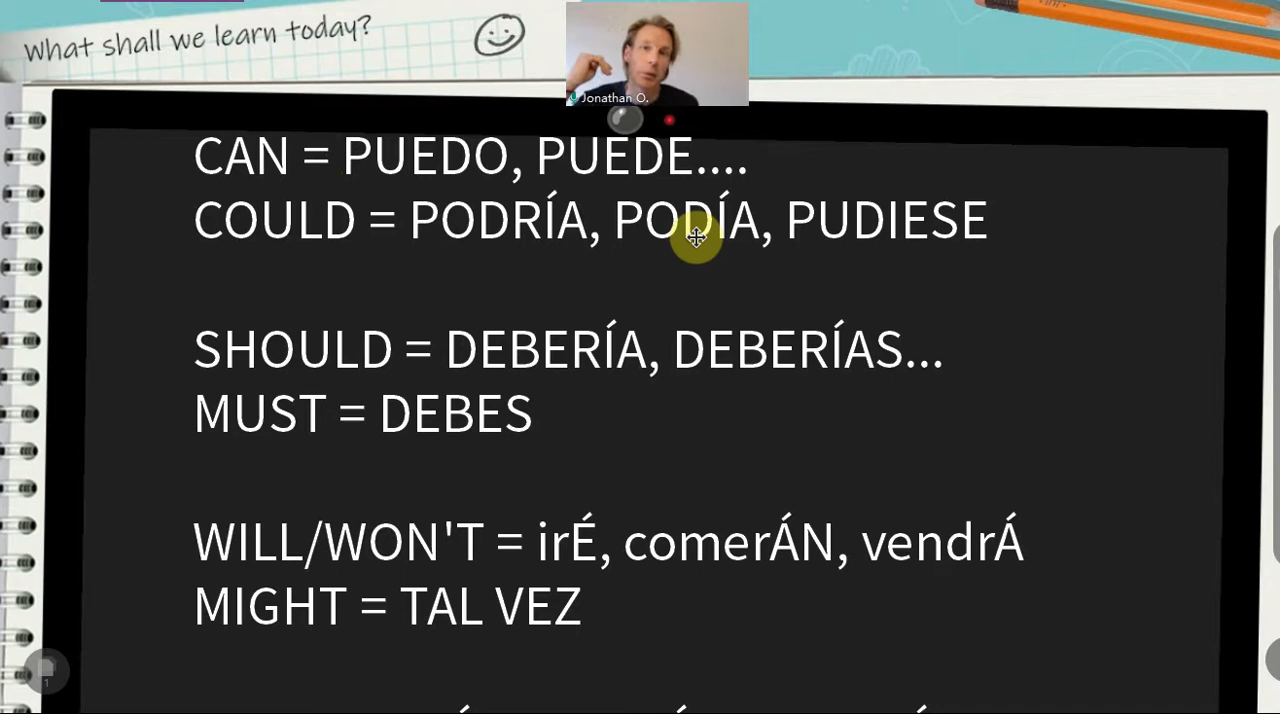 What shall we learn today?
Jonathan O.
CAN = PUEDO, PUEDE....
COULD = PODRÍA, PODÍA, PUDIESE
SHOULD = DEBERÍA, DEBERÍAS...
MUST = DEBES
WILL/WON'T = irÉ, comerÁN, vendrÁ
MIGHT = TAL VEZ
1